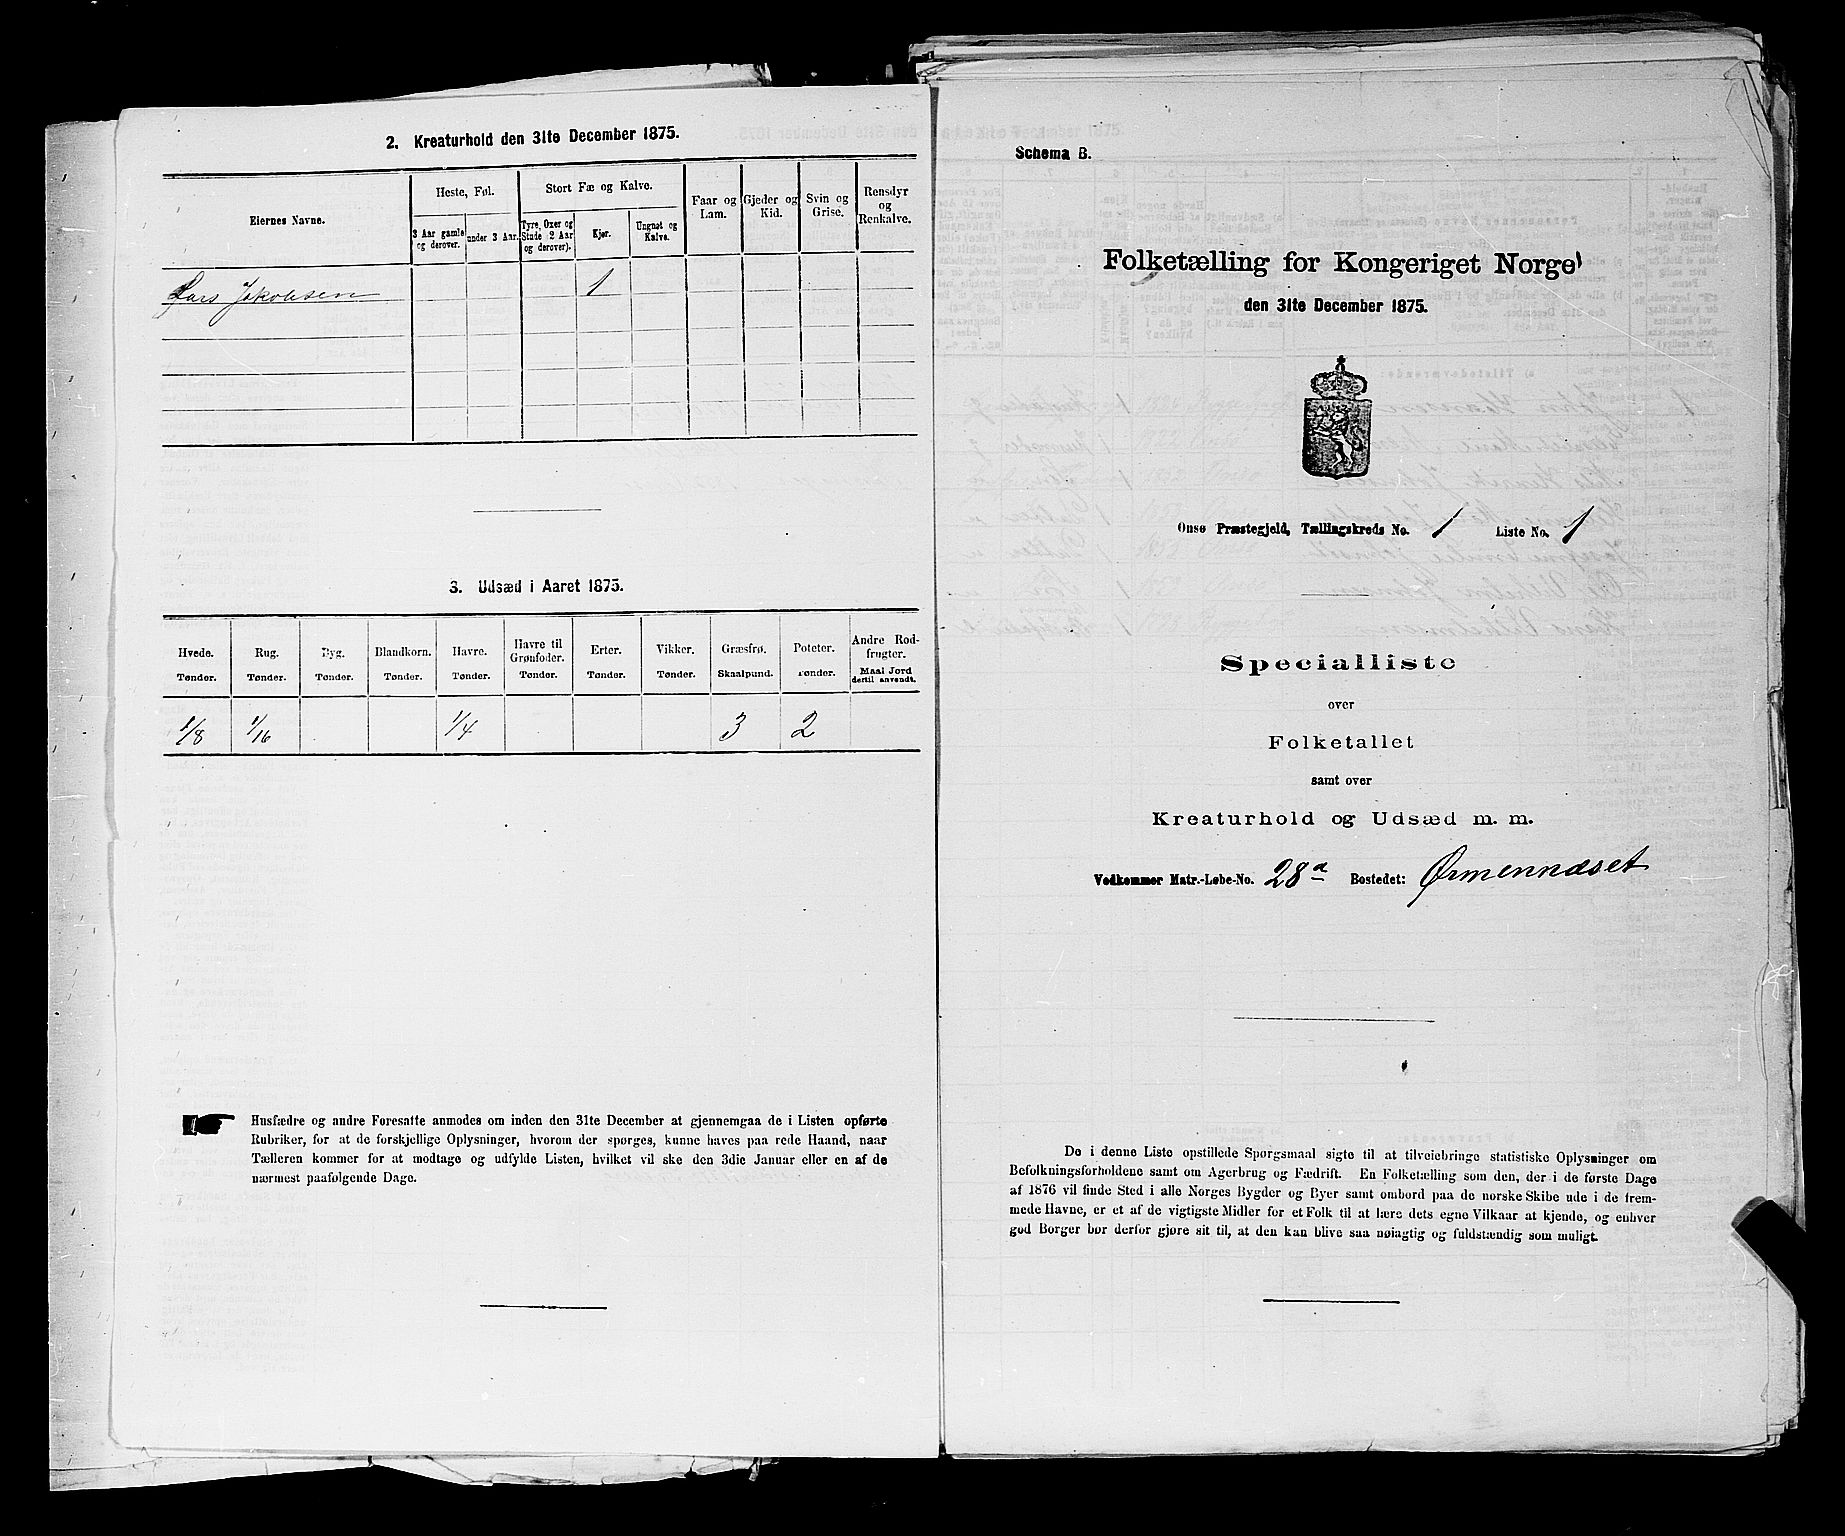 2. Kreaturhold den 31te December 1875.
Eiernes Navne.
Heste, Føl.
3 Aar gamle og derover.
under 3 Aar.
Stort Fæ og Kalve.
Tyre, Oxer og Stude 2 Aar og derover).
Kjør.
Ungnøt og Kalve.
Faar og Lam.
Gjeder og Kid.
Svin og Grise.
Rensdyr og Renkalve.
Lars Jakobsen 1
3. Udsæd i Aaret 1875.
Hvede. Rug. Byg. Blandkorn. Havre. Havre til Grønfoder. Erter. Vikker. Græsfrø. Poteter. Andre Rodfrugter.
Tønder. Tønder. Tønder. Tønder. Tønder. Tønder. Tønder. Tønder. Skaalpund. Tønder. Maal Jord dertil anvendt.
1/8 1/16 1/4 3 2
Husfædre og andre Foresatte anmodes om inden den 31te December at gjennemgaa de i Listen opførte
Rubriker, for at de forskjellige Oplysninger, hvorom der spørges, kunne haves paa rede Haand, naar
Tælleren kommer for at modtage og udfylde Listen, hvilket vil ske den 3die Januar eller en af de
nærmest paafølgende Dage.
Schema B.
Folketælling for Kongeriget Norge
den 31te December 1875.
Onsø Præstegjeld, Tællingskreds No. 1 Liste No. 1
Specialliste
over
Folketallet
samt over
Kreaturhold og Udsæd m. m.
Vedkommer Matr.-Løbe-No. 28a Bostedet: Ørmennæset
De i denne Liste opstillede Spørgsmaal sigte til at tilveiebringe statistiske Oplysninger om
Befolkningsforholdene samt om Agerbrug og Fædrift. En Folketælling som den, der i de første Dage
af 1876 vil finde Sted i alle Norges Bygder og Byer samt ombord paa de norske Skibe ude i de frem-
mede Havne, er et af de vigtigste Midler for et Folk til at lære dets egne Vilkaar at kjende, og enhver
god Borger bør derfor gjøre sit til, at den kan blive saa nøiagtig og fuldstændig som muligt.